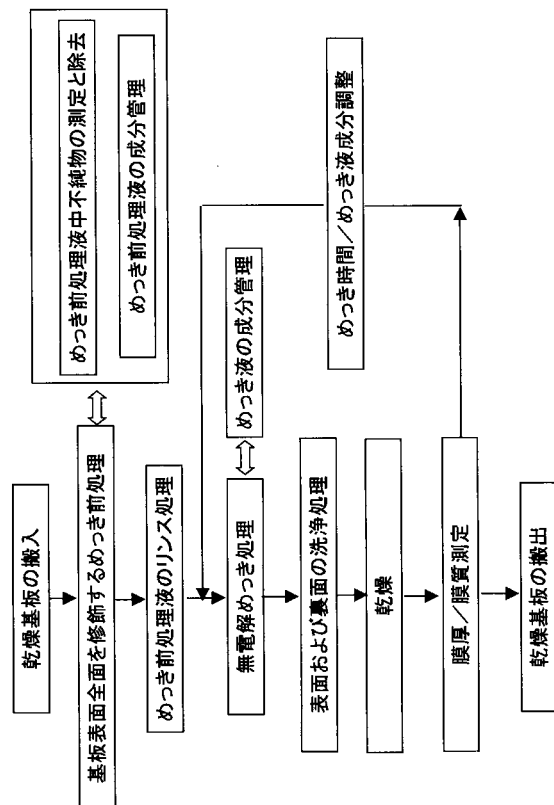 乾燥基板の搬入
基板表面全面を修飾するめっき前処理
めっき前処理液中不純物の測定と除去
めっき前処理液の成分管理
めっき前処理液のリンス処理
無電解めっき処理
めっき液の成分管理
表面および裏面の洗浄処理
乾燥
膜厚／膜質測定
めっき時間／めっき液成分調整
乾燥基板の搬出